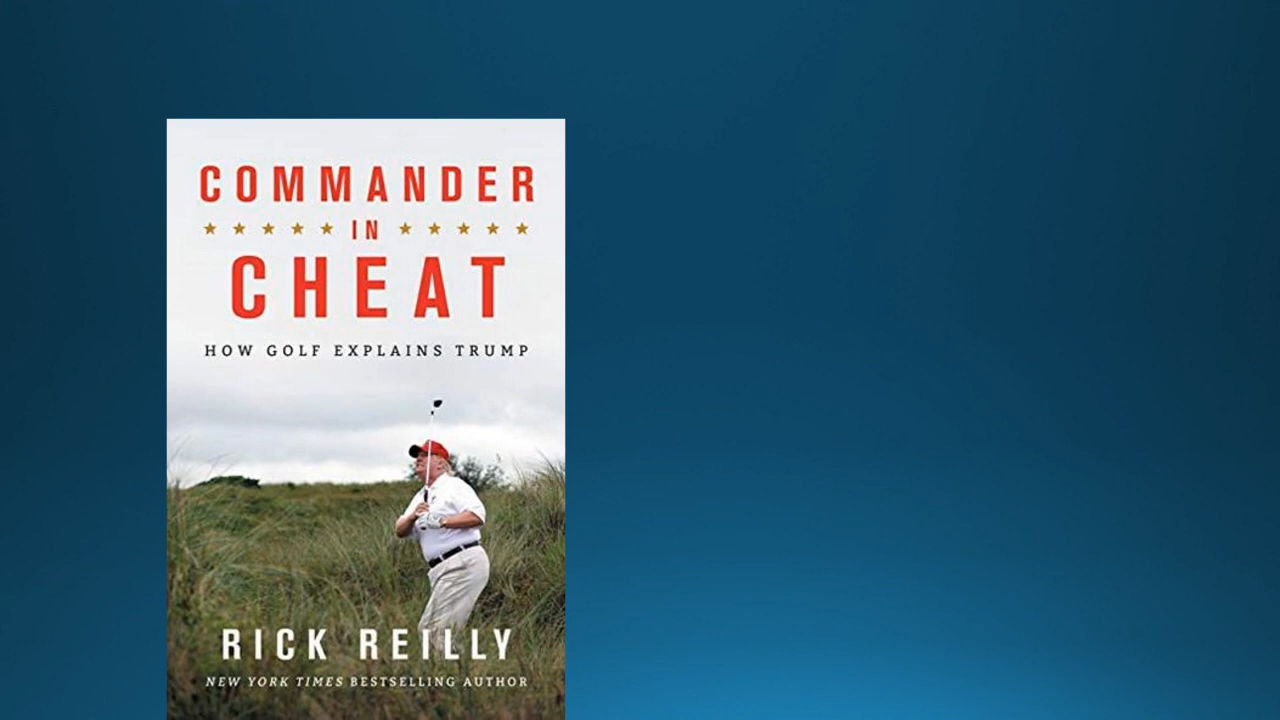 COMMANDER
IN
CHEAT
HOW GOLF EXPLAINS TRUMP
RICK REILLY
NEW YORK TIMES BESTSELLING AUTHOR